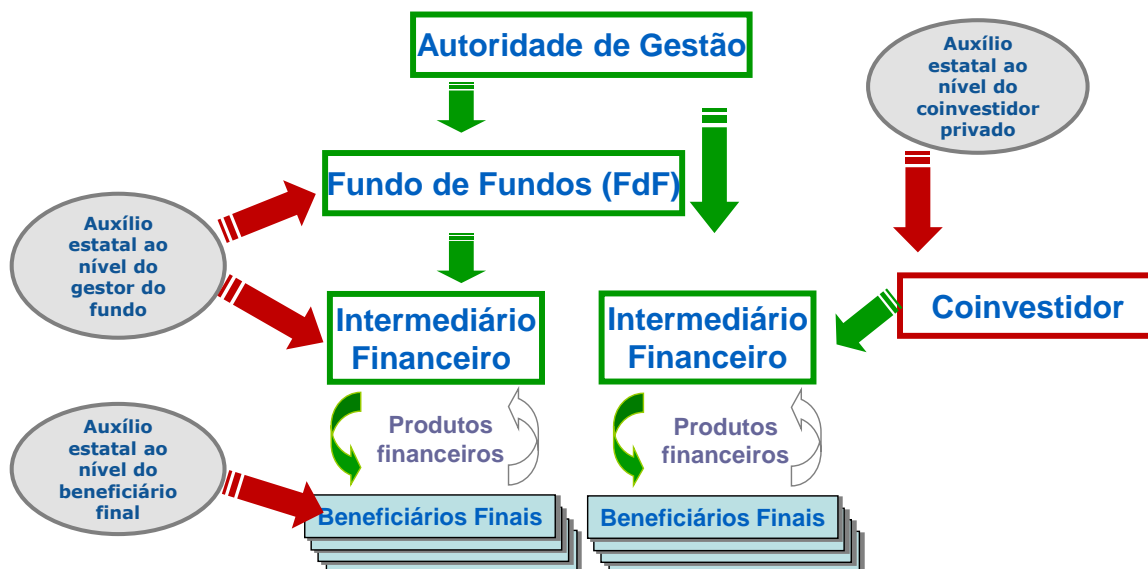 Autoridade de Gestão
Auxílio
estatal ao
nível do
coinvestidor
privado
Fundo de Fundos (FdF)
Auxílio
estatal ao
nível do
gestor do
fundo
Intermediário
Financeiro
Intermediário
Financeiro
Coinvestidor
Produtos
financeiros
Produtos
financeiros
Auxílio
estatal ao
nível do
beneficiário
final
Beneficiários Finais
Beneficiários Finais